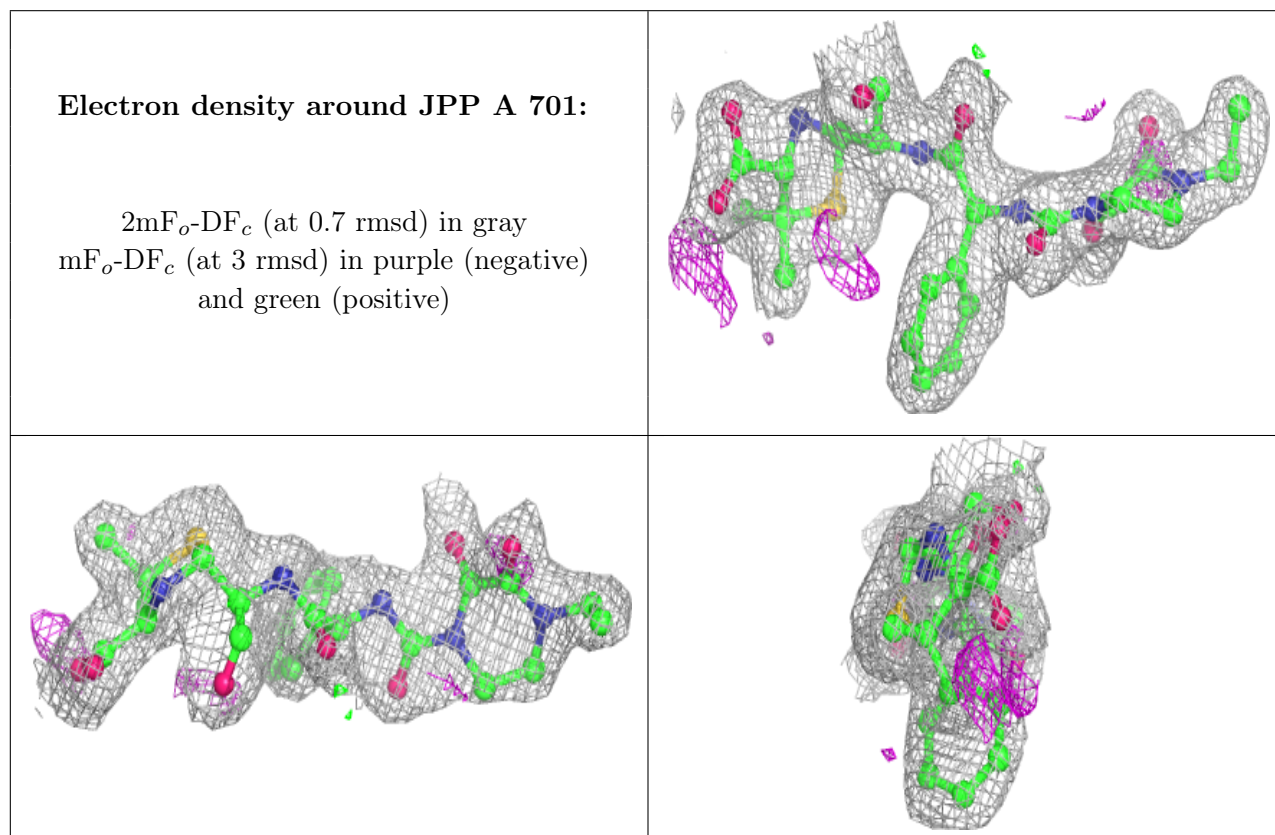 Electron density around JPP A 701:
2mFo-DFc (at 0.7 rmsd) in gray
mFo-DFc (at 3 rmsd) in purple (negative)
and green (positive)